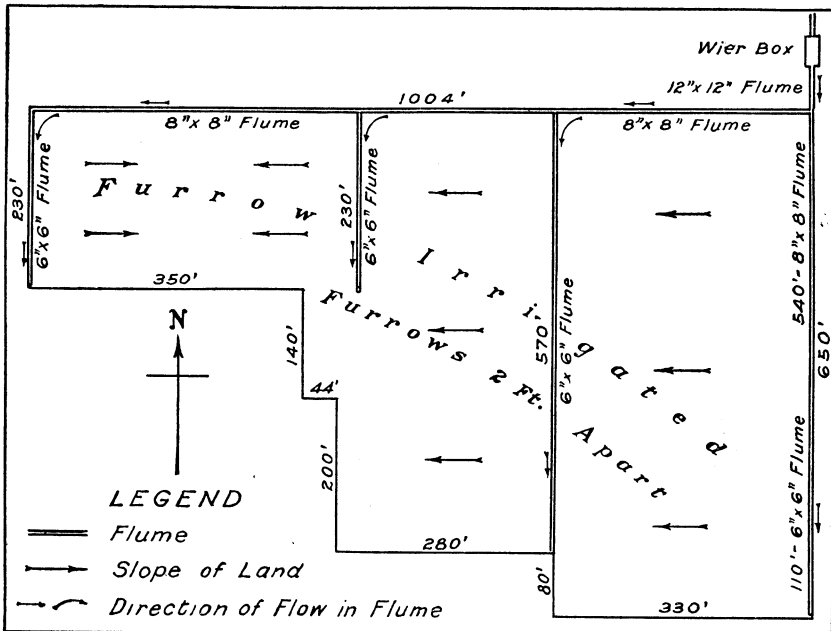 Wier Box
12"x 12" Flume
1004'
8"x 8" Flume
8"x 8" Flume
230'
6"x 6" Flume
230'
6"x 6" Flume
Furrow
Irrigated
Furrows 2 Ft. Apart
350'
140'
44'
200'
280'
570'
6"x 6" Flume
80'
330'
540'-8"x 8" Flume
650'
110'-6"x 6" Flume
N
LEGEND
Flume
Slope of Land
Direction of Flow in Flume